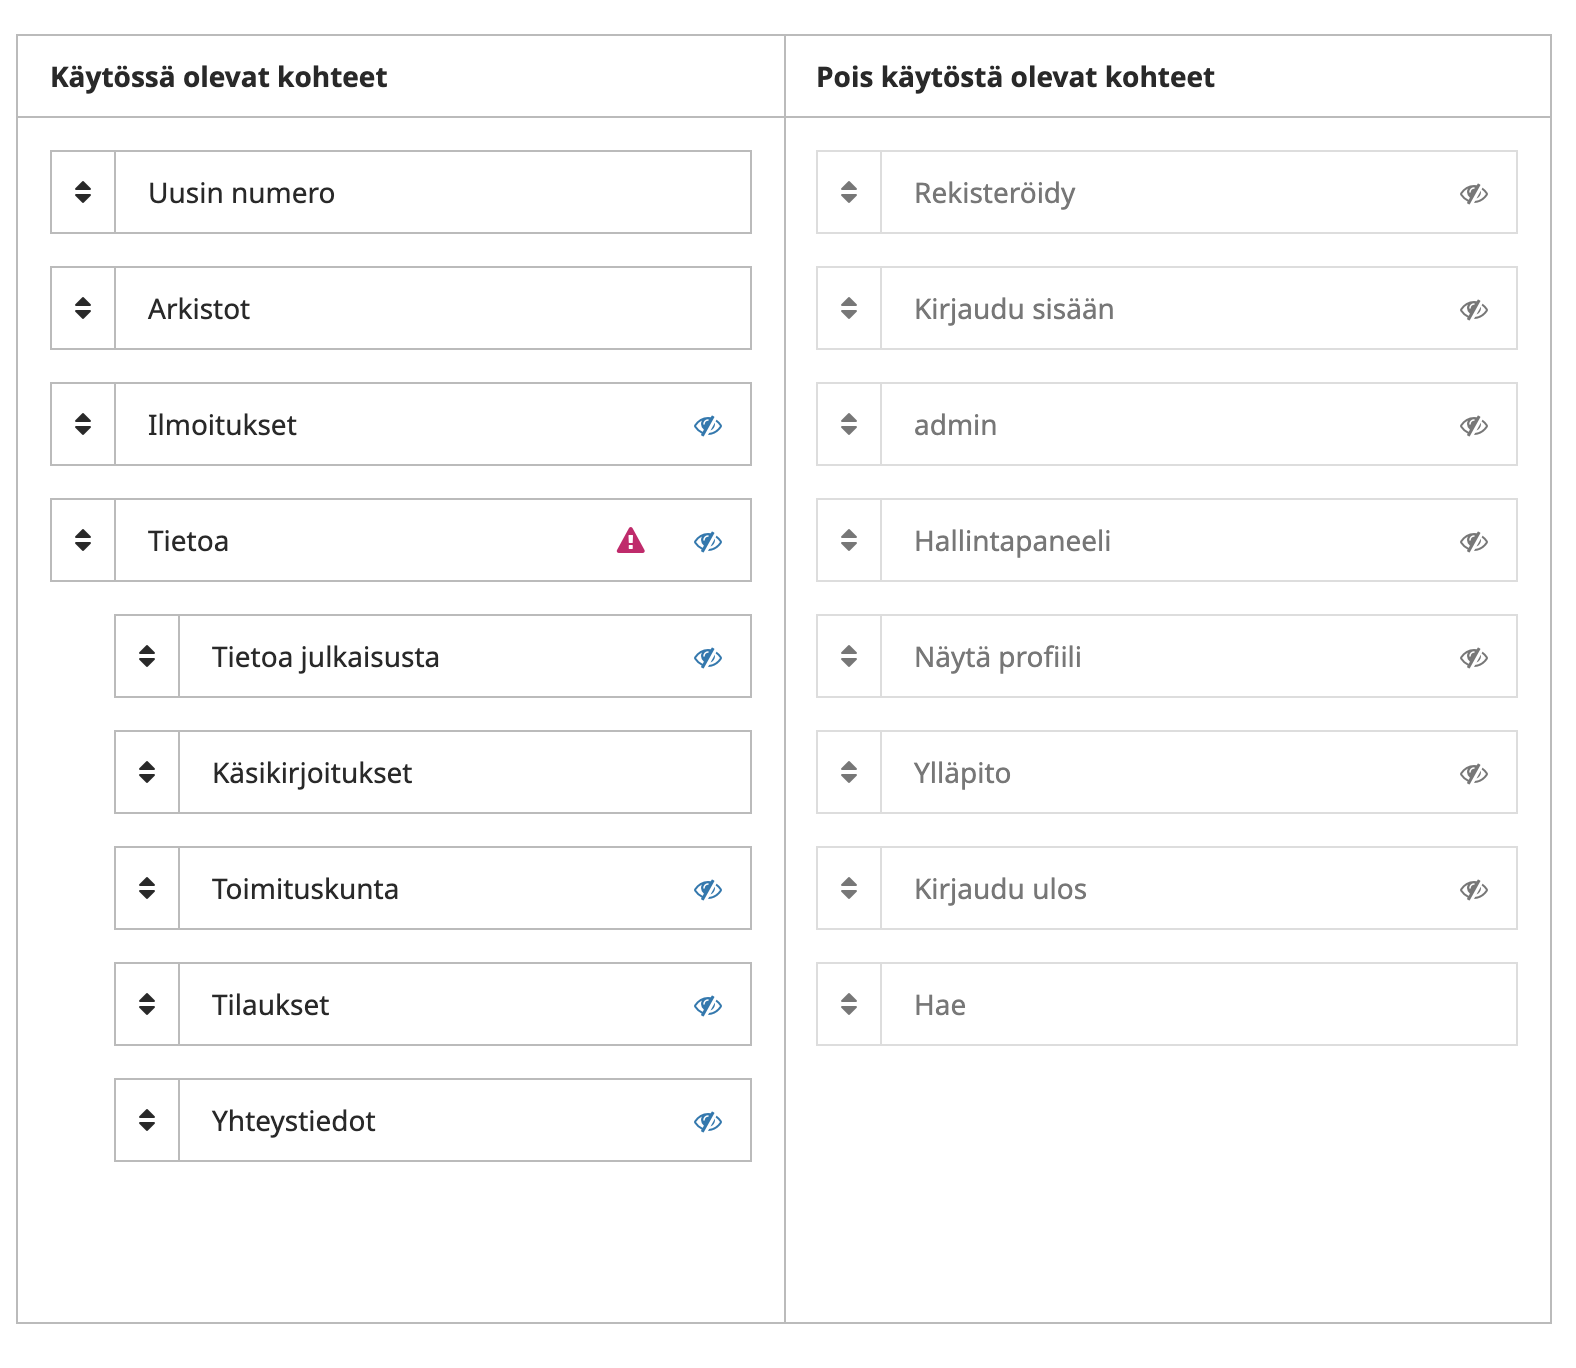 Käytössä olevat kohteet
Uusin numero
Arkistot
Ilmoitukset
Tietoa
Tietoa julkaisusta
Käsikirjoitukset
Toimituskunta
Tilaukset
Yhteystiedot
Pois käytöstä olevat kohteet
Rekisteröidy
Kirjaudu sisään
admin
Hallintapaneeli
Näytä profiili
Ylläpito
Kirjaudu ulos
Hae